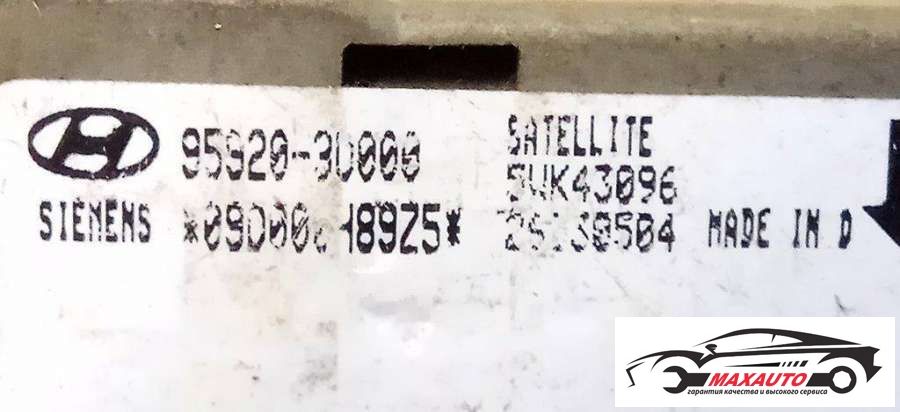 95920-3D000 SATELLITE
5WK43096
SIEMENS MADE IN D
MAXAUTO
гарантия качества и высокого сервиса